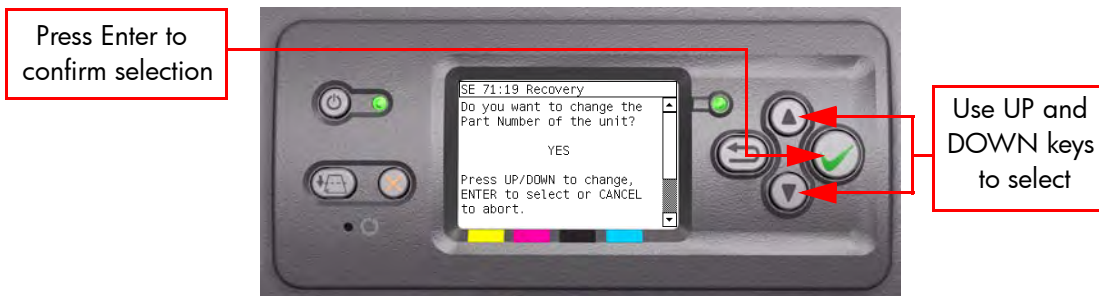 Press Enter to
confirm selection
SE 71:19 Recovery
Do you want to change the
Part Number of the unit?
YES
Press UP/DOWN to change,
ENTER to select or CANCEL
to abort.
Use UP and
DOWN keys
to select